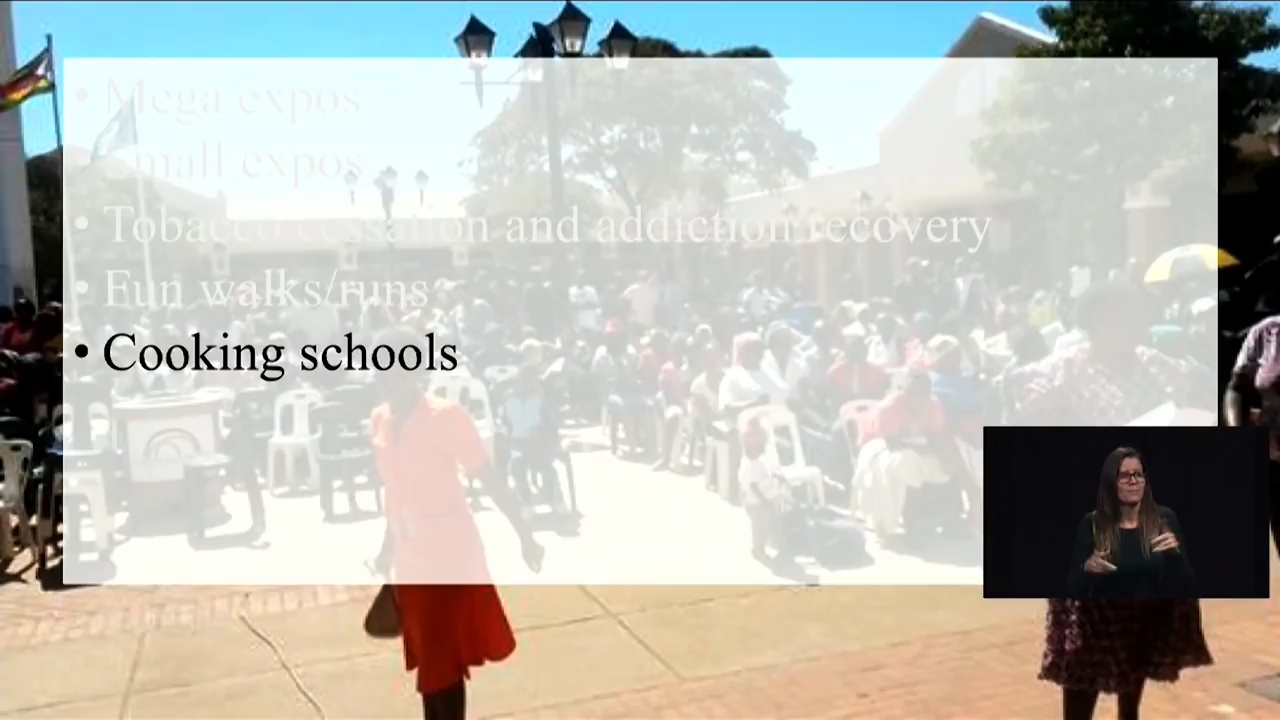 • Mega expos
• Small expos
• Tobacco cessation and addiction recovery
• Fun walks/runs
• Cooking schools